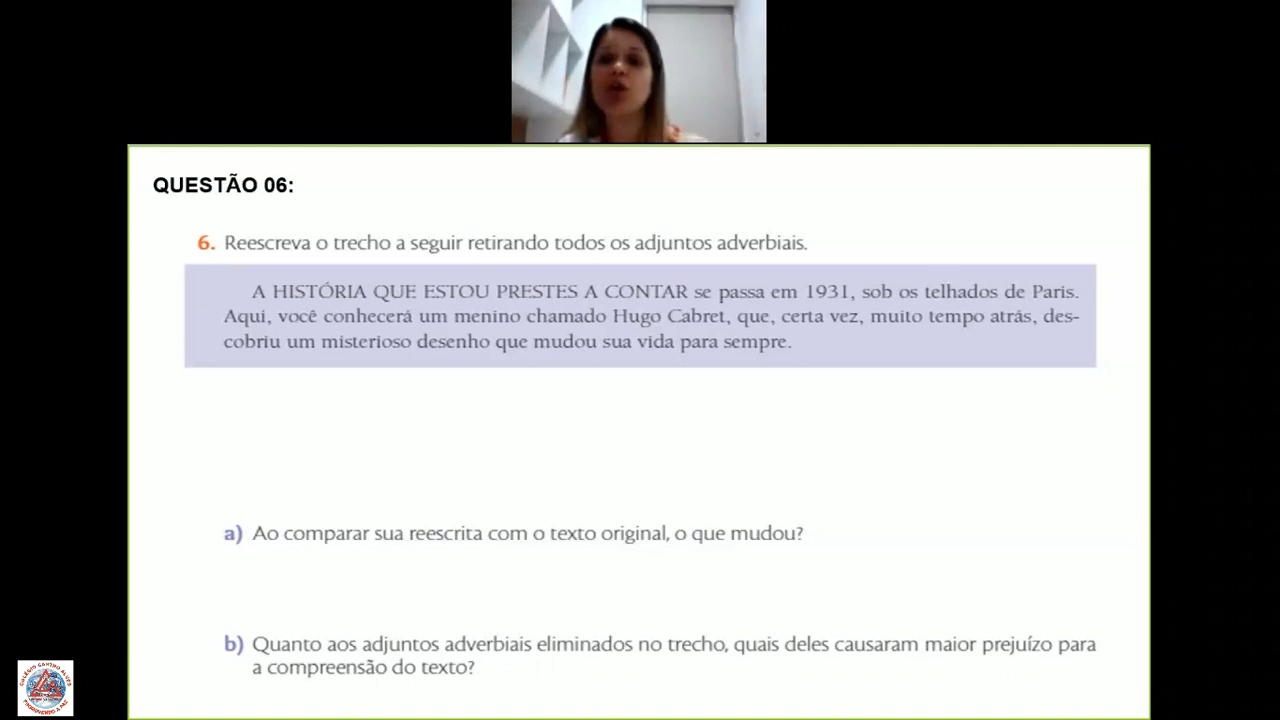 QUESTÃO 06:
6. Reescreva o trecho a seguir retirando todos os adjuntos adverbiais.
A HISTÓRIA QUE ESTOU PRESTES A CONTAR se passa em 1931, sob os telhados de Paris.
Aqui, você conhecerá um menino chamado Hugo Cabret, que, certa vez, muito tempo atrás, des-
cobriu um misterioso desenho que mudou sua vida para sempre.
a) Ao comparar sua reescrita com o texto original, o que mudou?
b) Quanto aos adjuntos adverbiais eliminados no trecho, quais deles causaram maior prejuízo para
a compreensão do texto?
COLÉGIO CASTRO ALVES